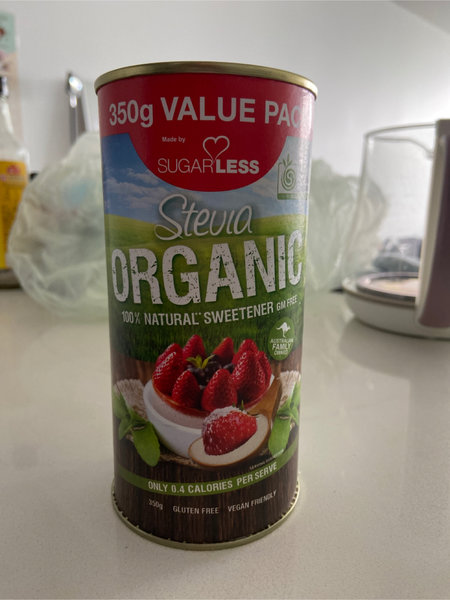 350g VALUE PAC
Made by
SUGARLESS
Stevia
ORGANIC
100% NATURAL* SWEETENER GM FREE
AUSTRALIAN
FAMILY
OWNED
ONLY 0.4 CALORIES PER SERVE
350g GLUTEN FREE VEGAN FRIENDLY